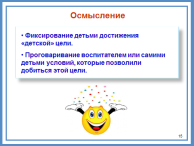 Осмысление
• Фиксирование детьми достижения
«детской» цели.
• Проговаривание воспитателем или самими
детьми условий, которые позволили
добиться этой цели.